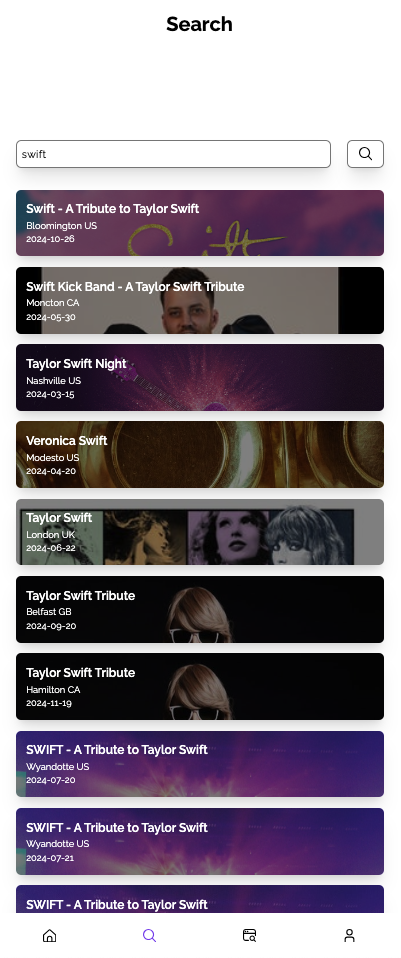 Search
swift
Swift - A Tribute to Taylor Swift
Bloomington US
2024-10-26
Swift
Swift Kick Band - A Taylor Swift Tribute
Moncton CA
2024-05-30
Taylor Swift Night
Nashville US
2024-03-15
Veronica Swift
Modesto US
2024-04-20
Taylor Swift
London UK
2024-06-22
Taylor Swift Tribute
Belfast GB
2024-09-20
Taylor Swift Tribute
Hamilton CA
2024-11-19
SWIFT - A Tribute to Taylor Swift
Wyandotte US
2024-07-20
SWIFT - A Tribute to Taylor Swift
Wyandotte US
2024-07-21
SWIFT - A Tribute to Taylor Swift